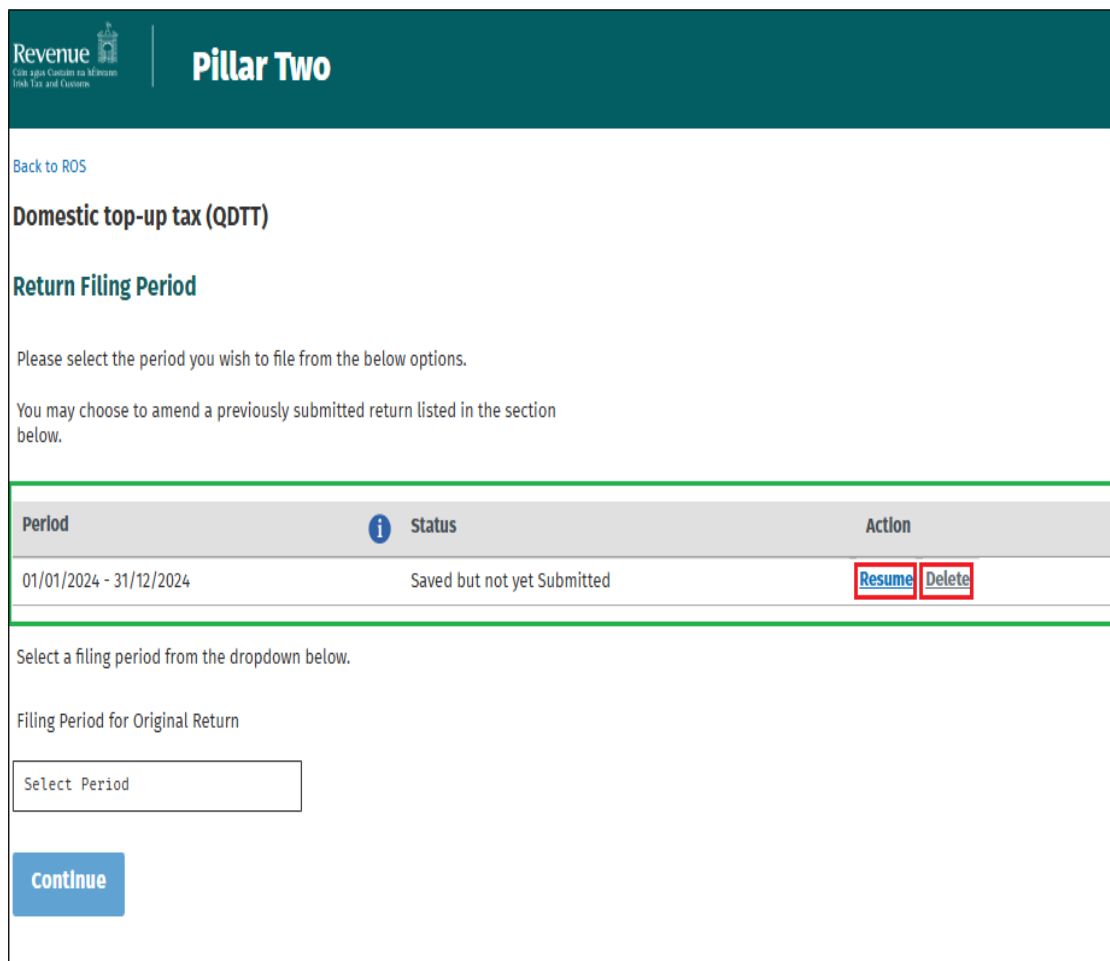 Revenue
Cáin agus Custaim na hÉireann
Irish Tax and Customs
Pillar Two
Back to ROS
Domestic top-up tax (QDTT)
Return Filing Period
Please select the period you wish to file from the below options.
You may choose to amend a previously submitted return listed in the section
below.
Period i Status Action
01/01/2024 - 31/12/2024 Saved but not yet Submitted Resume Delete
Select a filing period from the dropdown below.
Filing Period for Original Return
Select Period
Continue